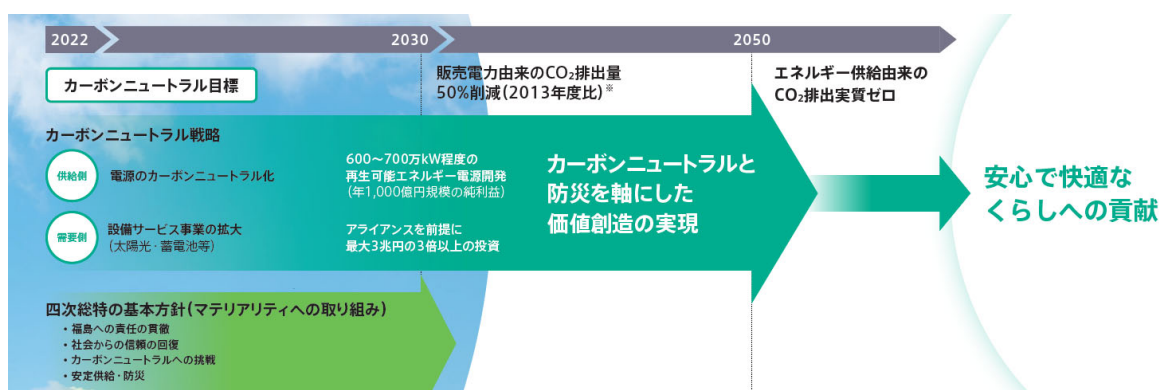 2022
2030
2050
カーボンニュートラル目標
販売電力由来のCO₂排出量
50%削減(2013年度比)※
エネルギー供給由来の
CO₂排出実質ゼロ
カーボンニュートラル戦略
供給側
電源のカーボンニュートラル化
600〜700万kW程度の
再生可能エネルギー電源開発
(年1,000億円規模の純利益)
需要側
設備サービス事業の拡大
(太陽光・蓄電池等)
アライアンスを前提に
最大3兆円の3倍以上の投資
カーボンニュートラルと
防災を軸にした
価値創造の実現
安心で快適な
くらしへの貢献
四次総特の基本方針(マテリアリティへの取り組み)
・福島への責任の貫徹
・社会からの信頼の回復
・カーボンニュートラルへの挑戦
・安定供給・防災